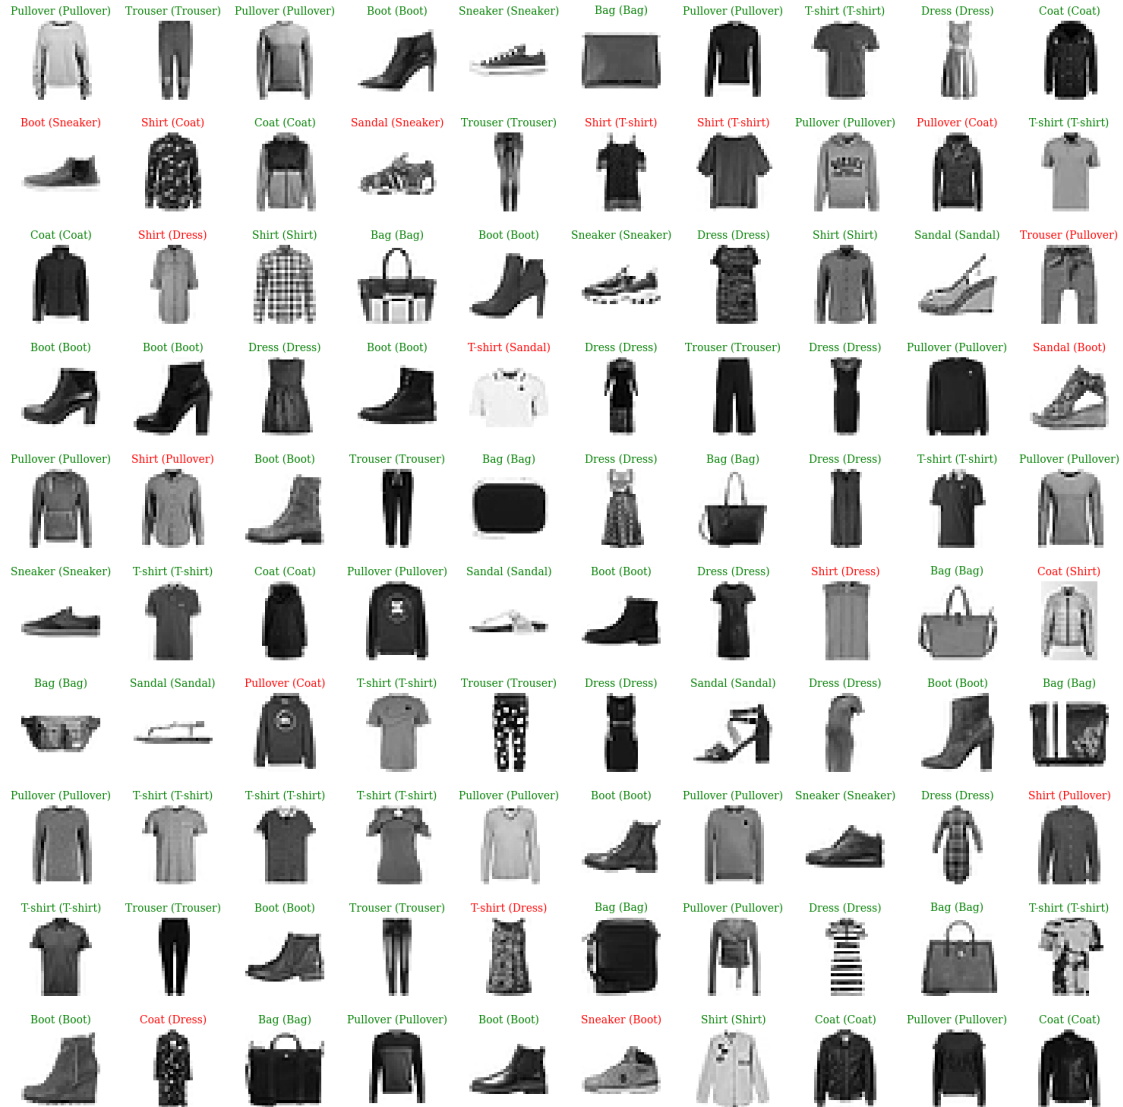 Pullover (Pullover) Trouser (Trouser) Pullover (Pullover) Boot (Boot) Sneaker (Sneaker) Bag (Bag) Pullover (Pullover) T-shirt (T-shirt) Dress (Dress) Coat (Coat)
Boot (Sneaker) Shirt (Coat) Coat (Coat) Sandal (Sneaker) Trouser (Trouser) Shirt (T-shirt) Shirt (T-shirt) Pullover (Pullover) Pullover (Coat) T-shirt (T-shirt)
Coat (Coat) Shirt (Dress) Shirt (Shirt) Bag (Bag) Boot (Boot) Sneaker (Sneaker) Dress (Dress) Shirt (Shirt) Sandal (Sandal) Trouser (Pullover)
Boot (Boot) Boot (Boot) Dress (Dress) Boot (Boot) T-shirt (Sandal) Dress (Dress) Trouser (Trouser) Dress (Dress) Pullover (Pullover) Sandal (Boot)
Pullover (Pullover) Shirt (Pullover) Boot (Boot) Trouser (Trouser) Bag (Bag) Dress (Dress) Bag (Bag) Dress (Dress) T-shirt (T-shirt) Pullover (Pullover)
Sneaker (Sneaker) T-shirt (T-shirt) Coat (Coat) Pullover (Pullover) Sandal (Sandal) Boot (Boot) Dress (Dress) Shirt (Dress) Bag (Bag) Coat (Shirt)
Bag (Bag) Sandal (Sandal) Pullover (Coat) T-shirt (T-shirt) Trouser (Trouser) Dress (Dress) Sandal (Sandal) Dress (Dress) Boot (Boot) Bag (Bag)
Pullover (Pullover) T-shirt (T-shirt) T-shirt (T-shirt) T-shirt (T-shirt) Pullover (Pullover) Boot (Boot) Pullover (Pullover) Sneaker (Sneaker) Dress (Dress) Shirt (Pullover)
T-shirt (T-shirt) Trouser (Trouser) Boot (Boot) Trouser (Trouser) T-shirt (Dress) Bag (Bag) Pullover (Pullover) Dress (Dress) Bag (Bag) T-shirt (T-shirt)
Boot (Boot) Coat (Dress) Bag (Bag) Pullover (Pullover) Boot (Boot) Sneaker (Boot) Shirt (Shirt) Coat (Coat) Pullover (Pullover) Coat (Coat)